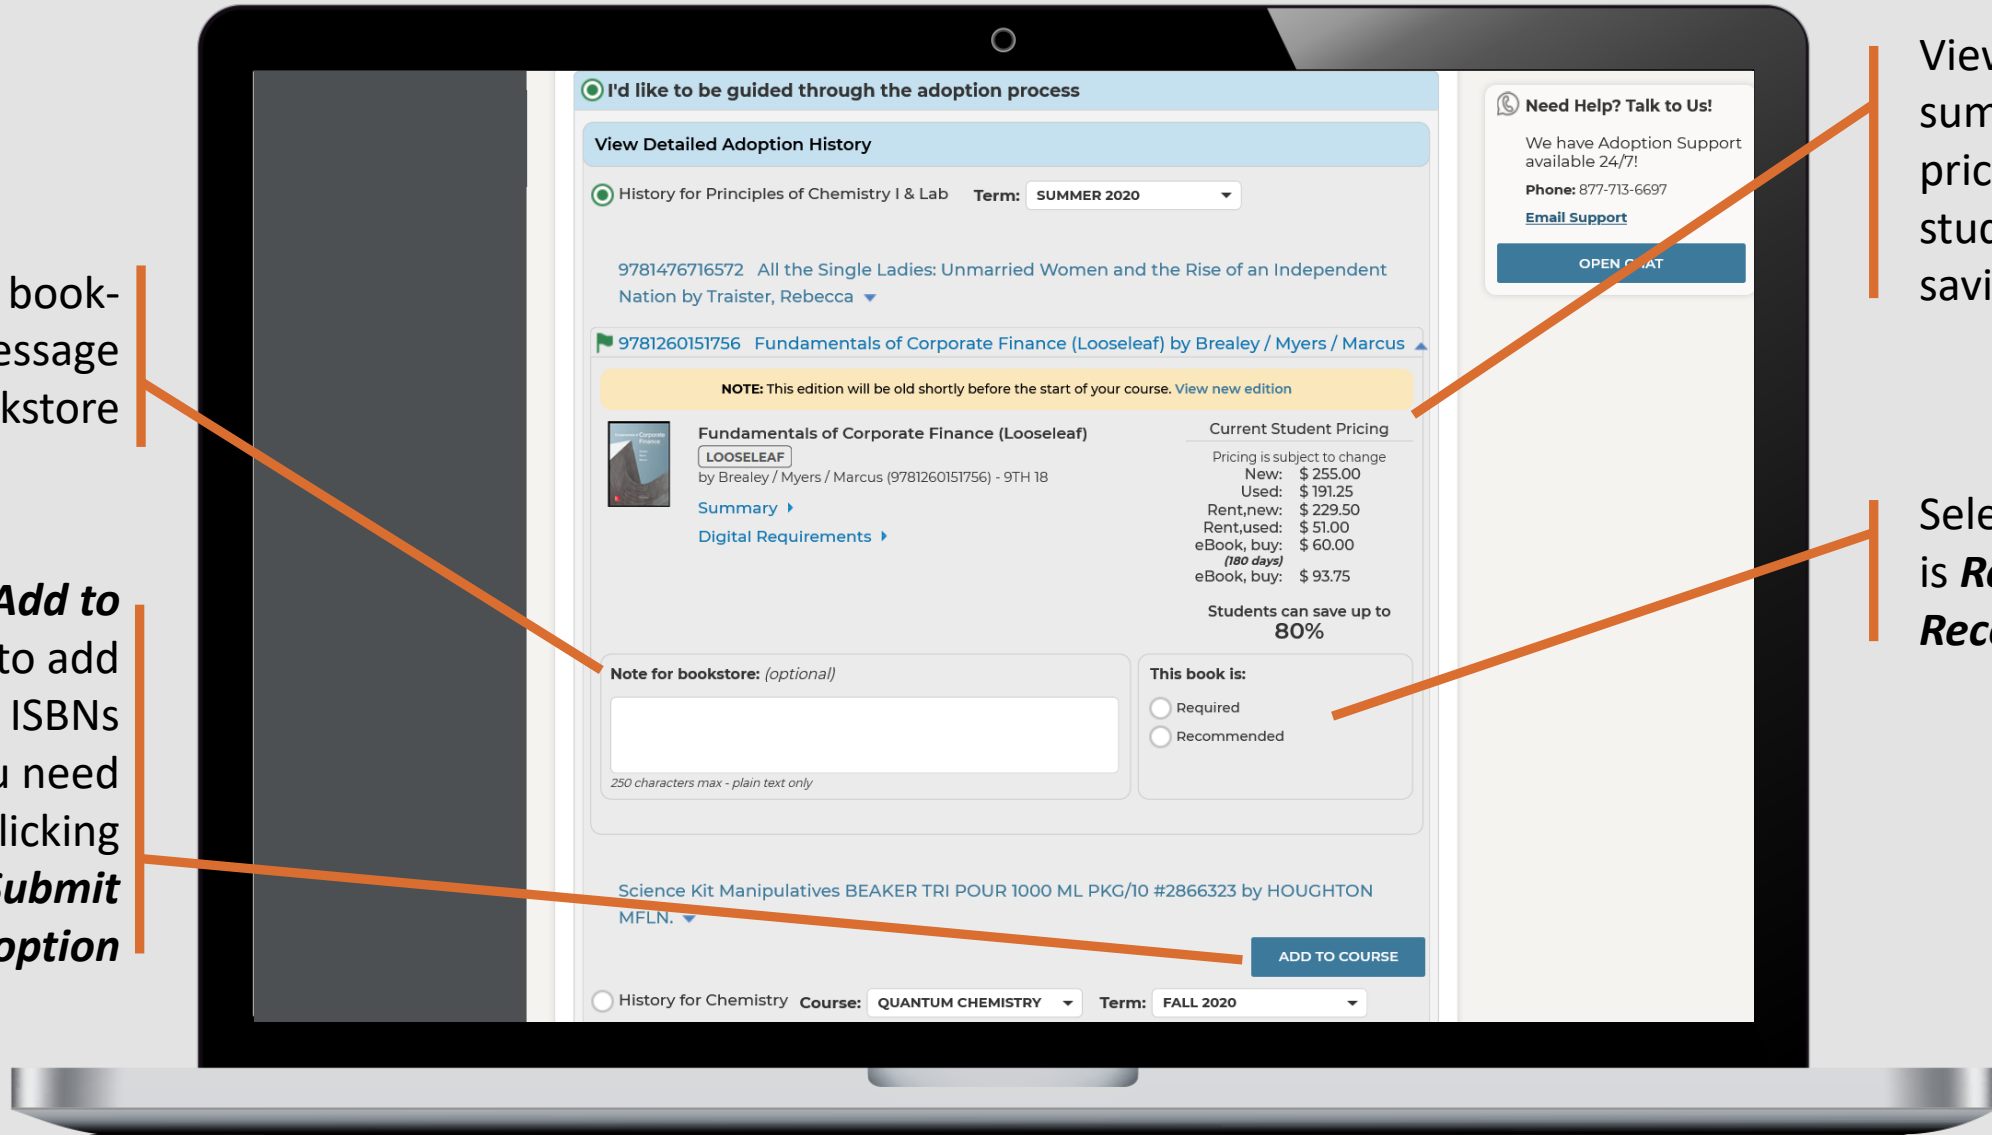 book-
essage
kstore
Add to
to add
ISBNs
u need
licking
Submit
option
I'd like to be guided through the adoption process
View Detailed Adoption History
History for Principles of Chemistry I & Lab Term: SUMMER 2020
9781476716572 All the Single Ladies: Unmarried Women and the Rise of an Independent
Nation by Traister, Rebecca
9781260151756 Fundamentals of Corporate Finance (Looseleaf) by Brealey / Myers / Marcus
NOTE: This edition will be old shortly before the start of your course. View new edition
Fundamentals of Corporate Finance (Looseleaf)
LOOSELEAF
by Brealey / Myers / Marcus (9781260151756) - 9TH 18
Summary
Digital Requirements
Current Student Pricing
Pricing is subject to change
New: $ 255.00
Used: $ 191.25
Rent,new: $ 229.50
Rent,used: $ 51.00
eBook, buy: $ 60.00
(180 days)
eBook, buy: $ 93.75
Students can save up to
80%
Note for bookstore: (optional)
250 characters max - plain text only
This book is:
Required
Recommended
Science Kit Manipulatives BEAKER TRI POUR 1000 ML PKG/10 #2866323 by HOUGHTON
MFLN.
ADD TO COURSE
History for Chemistry Course: QUANTUM CHEMISTRY Term: FALL 2020
Need Help? Talk to Us!
We have Adoption Support
available 24/7!
Phone: 877-713-6697
Email Support
OPEN CHAT
View
sum
pric
stud
savi
Sele
is Re
Reco